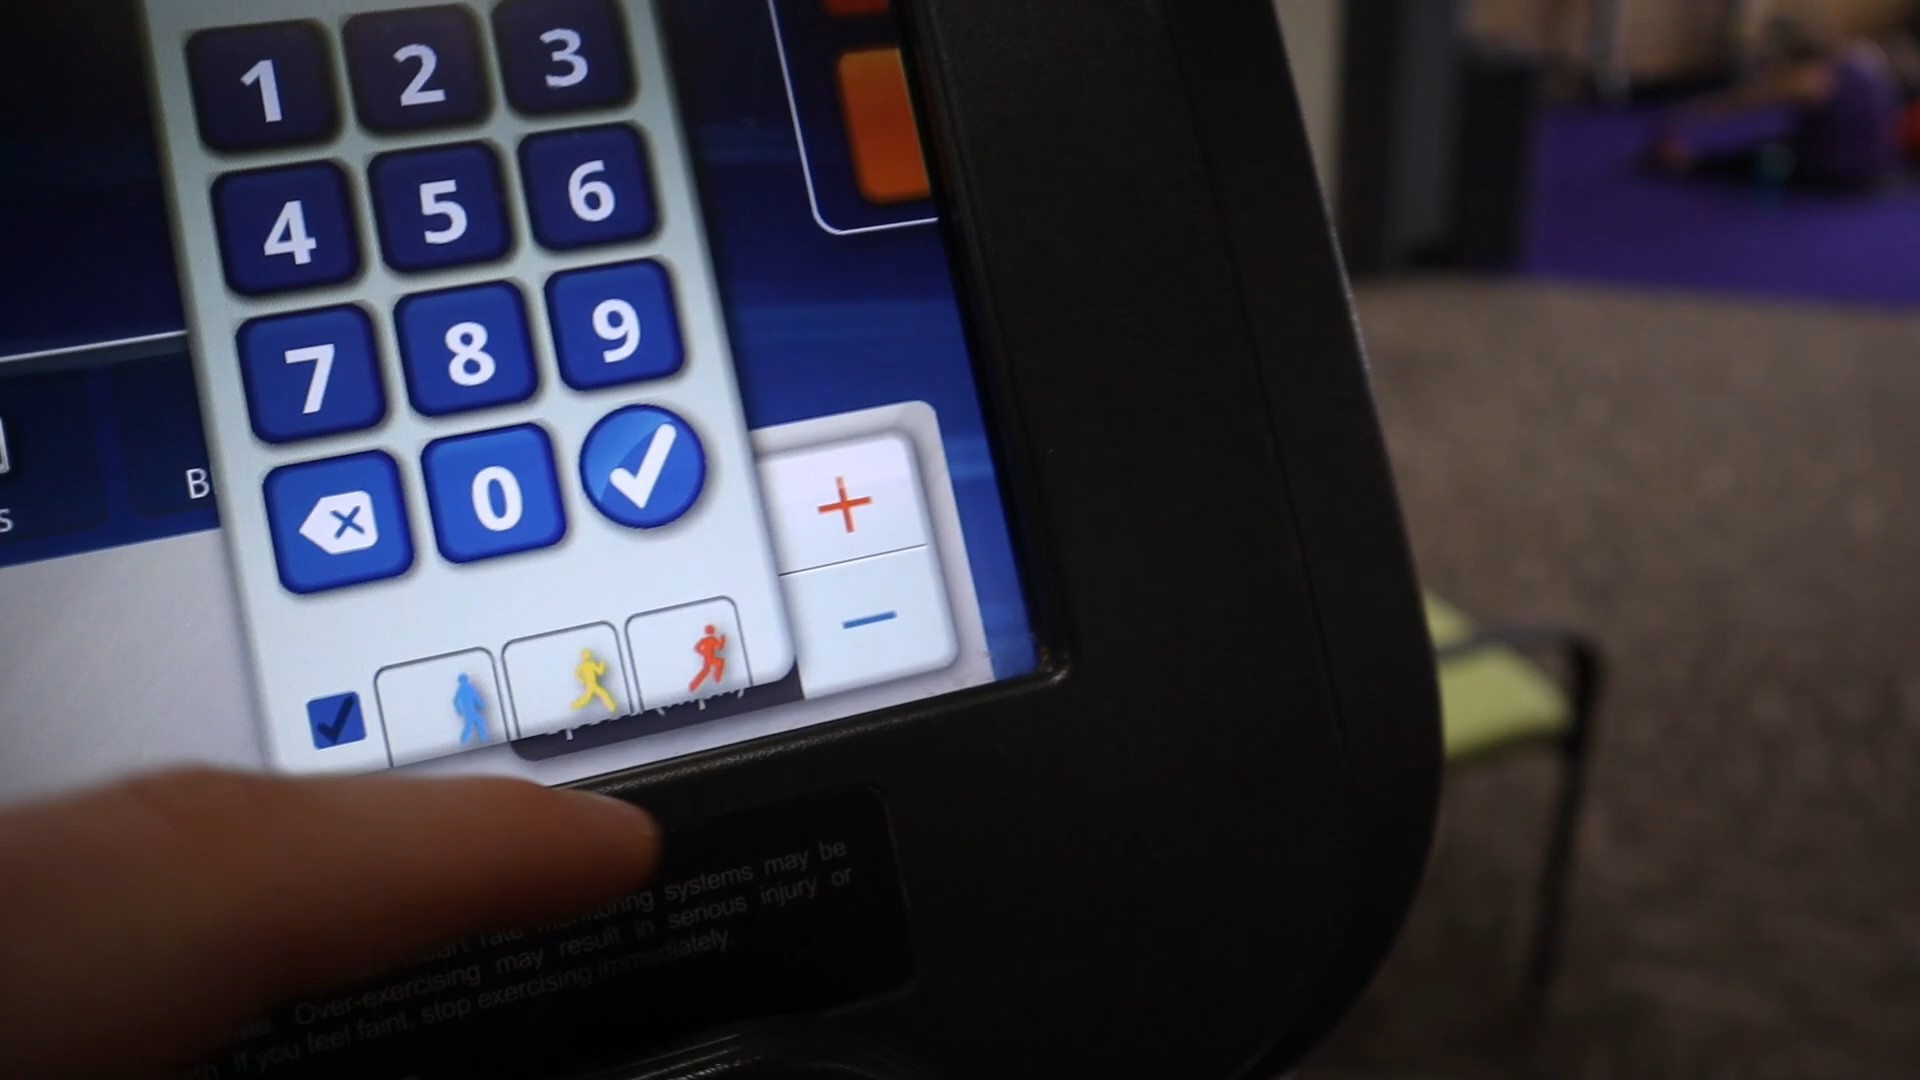 1 2 3
4 5 6
7 8 9
0
B
s
systems may be
Over-exercising may result in serious injury or
If you feel faint, stop exercising immediately.